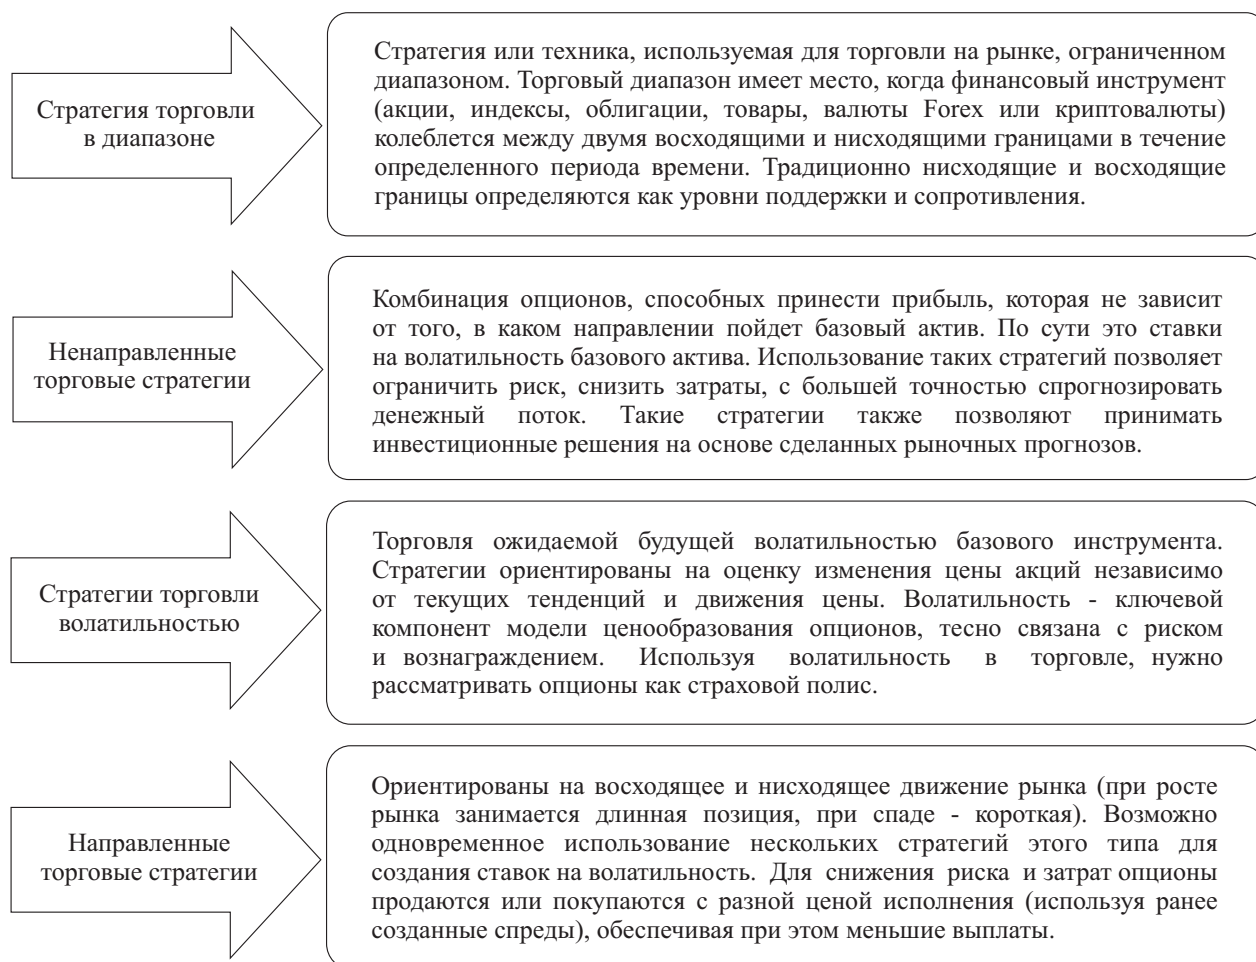 Стратегия торговли
в диапазоне
Стратегия или техника, используемая для торговли на рынке, ограниченном
диапазоном. Торговый диапазон имеет место, когда финансовый инструмент
(акции, индексы, облигации, товары, валюты Forex или криптовалюты)
колеблется между двумя восходящими и нисходящими границами в течение
определенного периода времени. Традиционно нисходящие и восходящие
границы определяются как уровни поддержки и сопротивления.
Ненаправленные
торговые стратегии
Комбинация опционов, способных принести прибыль, которая не зависит
от того, в каком направлении пойдет базовый актив. По сути это ставки
на волатильность базового актива. Использование таких стратегий позволяет
ограничить риск, снизить затраты, с большей точностью спрогнозировать
денежный поток. Такие стратегии также позволяют принимать
инвестиционные решения на основе сделанных рыночных прогнозов.
Стратегии торговли
волатильностью
Торговля ожидаемой будущей волатильностью базового инструмента.
Стратегии ориентированы на оценку изменения цены акций независимо
от текущих тенденций и движения цены. Волатильность - ключевой
компонент модели ценообразования опционов, тесно связана с риском
и вознаграждением. Используя волатильность в торговле, нужно
рассматривать опционы как страховой полис.
Направленные
торговые стратегии
Ориентированы на восходящее и нисходящее движение рынка (при росте
рынка занимается длинная позиция, при спаде - короткая). Возможно
одновременное использование нескольких стратегий этого типа для
создания ставок на волатильность. Для снижения риска и затрат опционы
продаются или покупаются с разной ценой исполнения (используя ранее
созданные спреды), обеспечивая при этом меньшие выплаты.